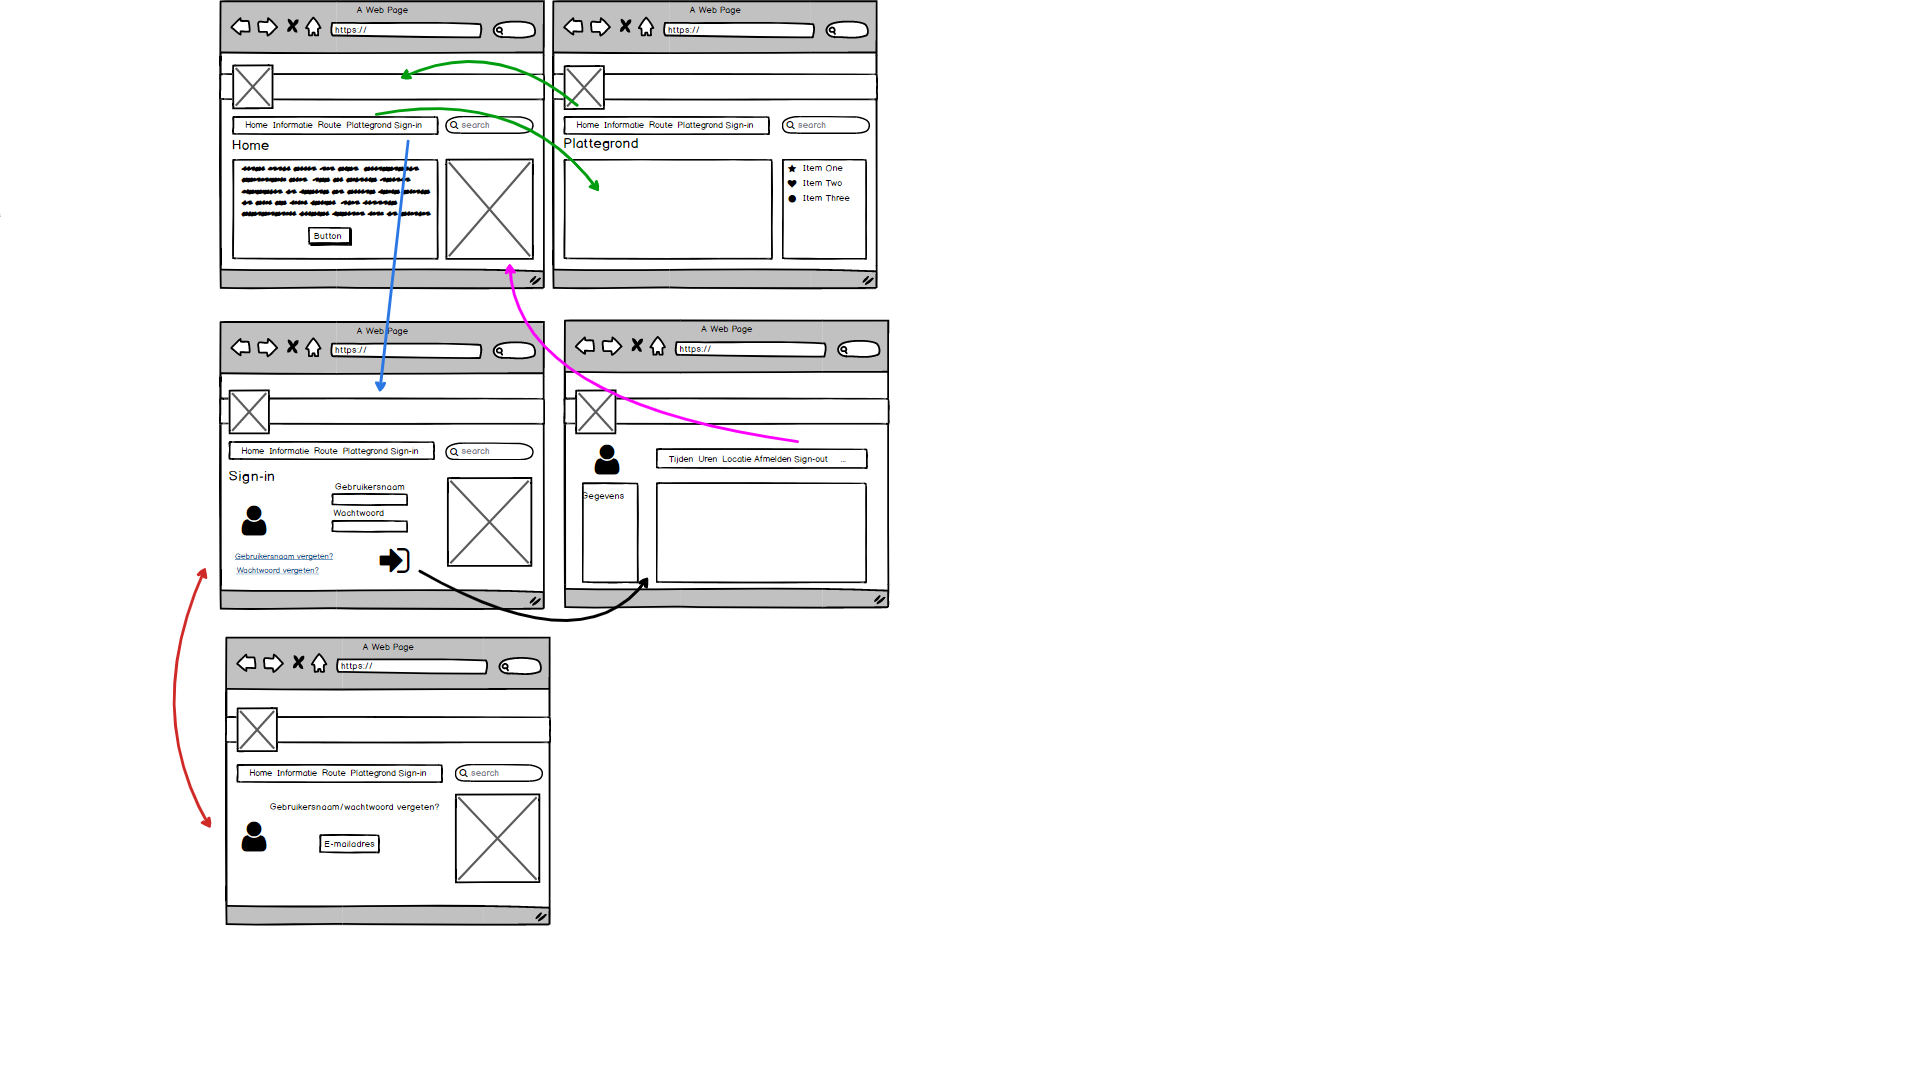 A Web Page
https://
Home Informatie Route Plattegrond Sign-in
search
Home
Button
A Web Page
https://
Home Informatie Route Plattegrond Sign-in
search
Plattegrond
Item One
Item Two
Item Three
A Web Page
https://
Home Informatie Route Plattegrond Sign-in
search
Sign-in
Gebruikersnaam
Wachtwoord
Gebruikersnaam vergeten?
Wachtwoord vergeten?
A Web Page
https://
Tijden Uren Locatie Afmelden Sign-out ...
Gegevens
A Web Page
https://
Home Informatie Route Plattegrond Sign-in
search
Gebruikersnaam/wachtwoord vergeten?
E-mailadres